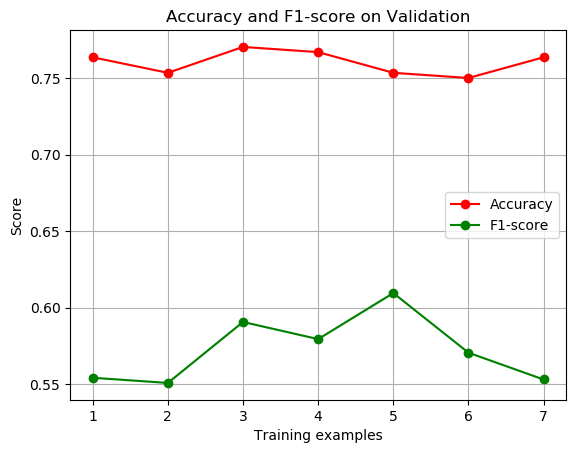 Accuracy and F1-score on Validation
Score
0.75
0.70
0.65
0.60
0.55
Accuracy
F1-score
1 2 3 4 5 6 7
Training examples